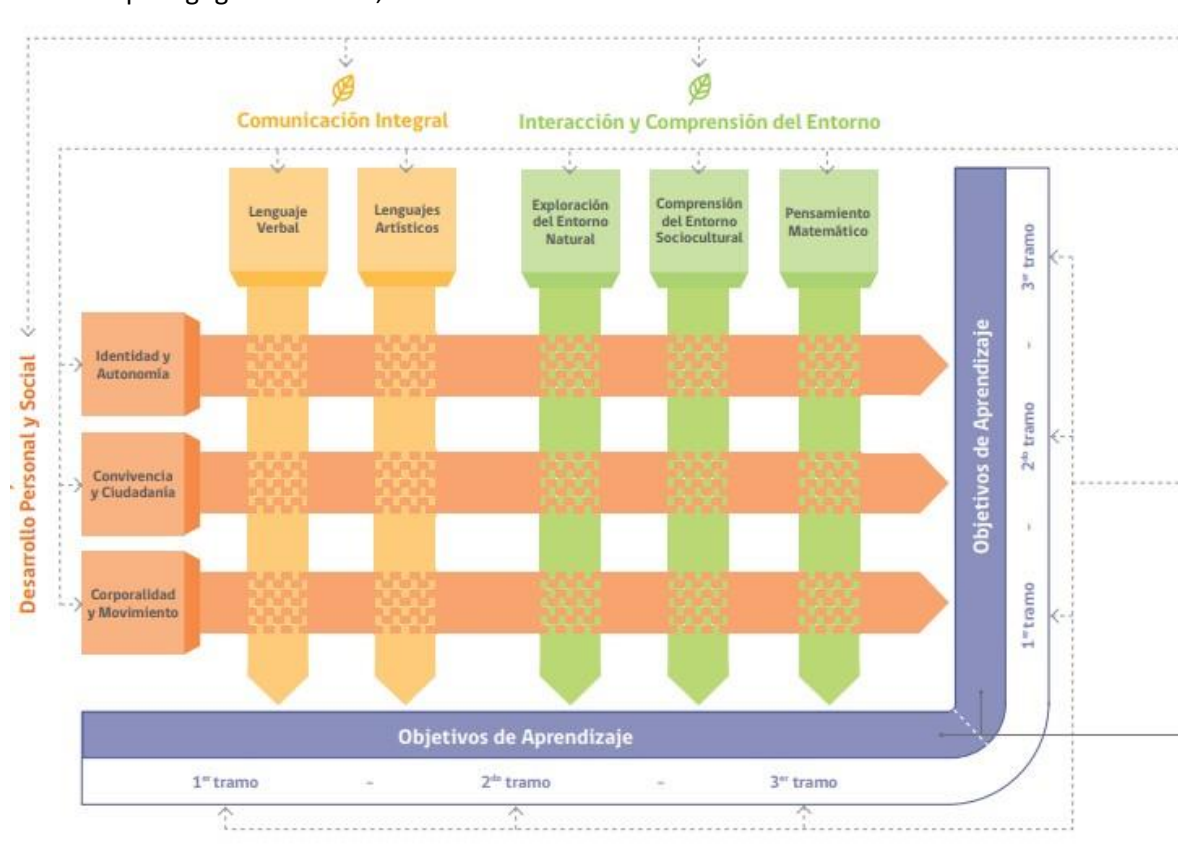 Comunicación Integral
Interacción y Comprensión del Entorno
Lenguaje
Verbal
Lenguajes
Artísticos
Exploración
del Entorno
Natural
Comprensión
del Entorno
Sociocultural
Pensamiento
Matemático
Desarrollo Personal y Social
Identidad y
Autonomía
Convivencia
y Ciudadanía
Corporalidad
y Movimiento
Objetivos de Aprendizaje
3er tramo
-
2do tramo
-
1er tramo
Objetivos de Aprendizaje
1er tramo - 2do tramo - 3er tramo